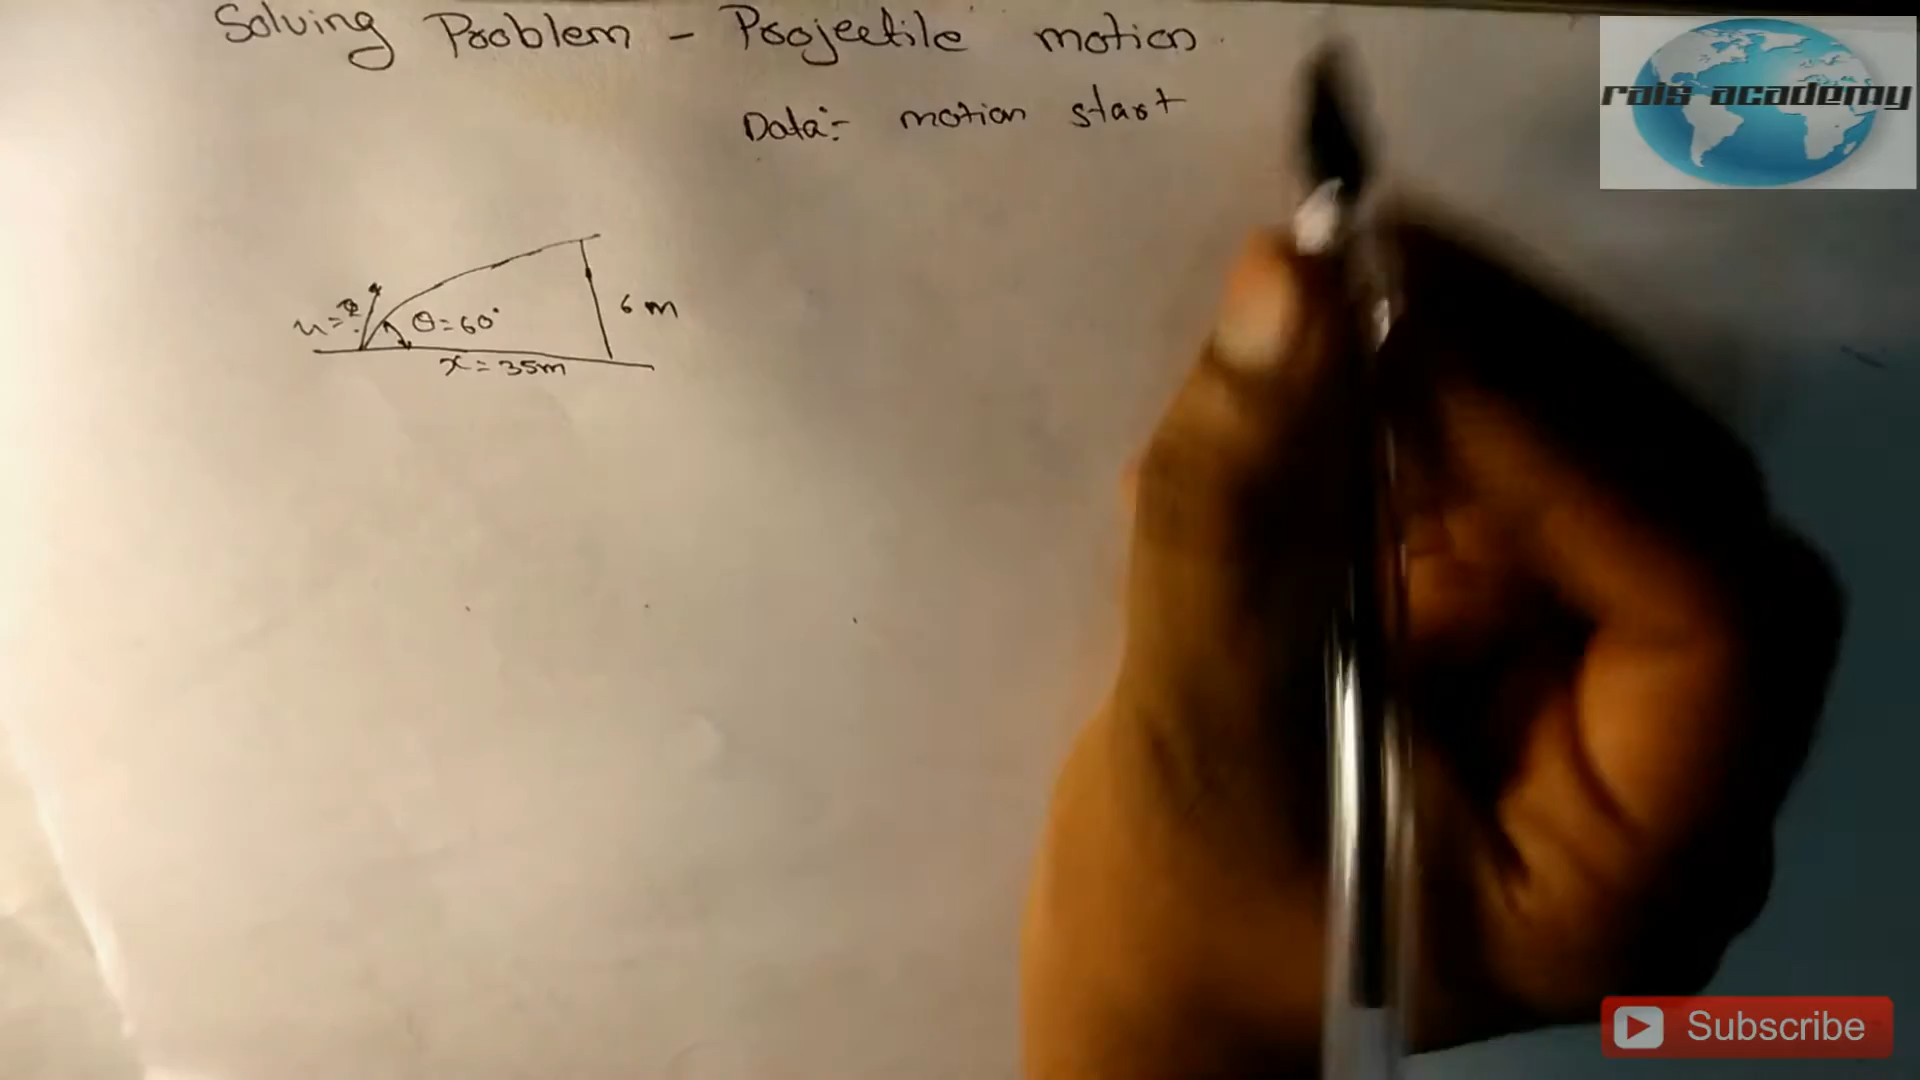 Solving Problem - Projectile motion
Data:- motion start
u=?
θ=60°
6 m
x=35m
rais academy
Subscribe